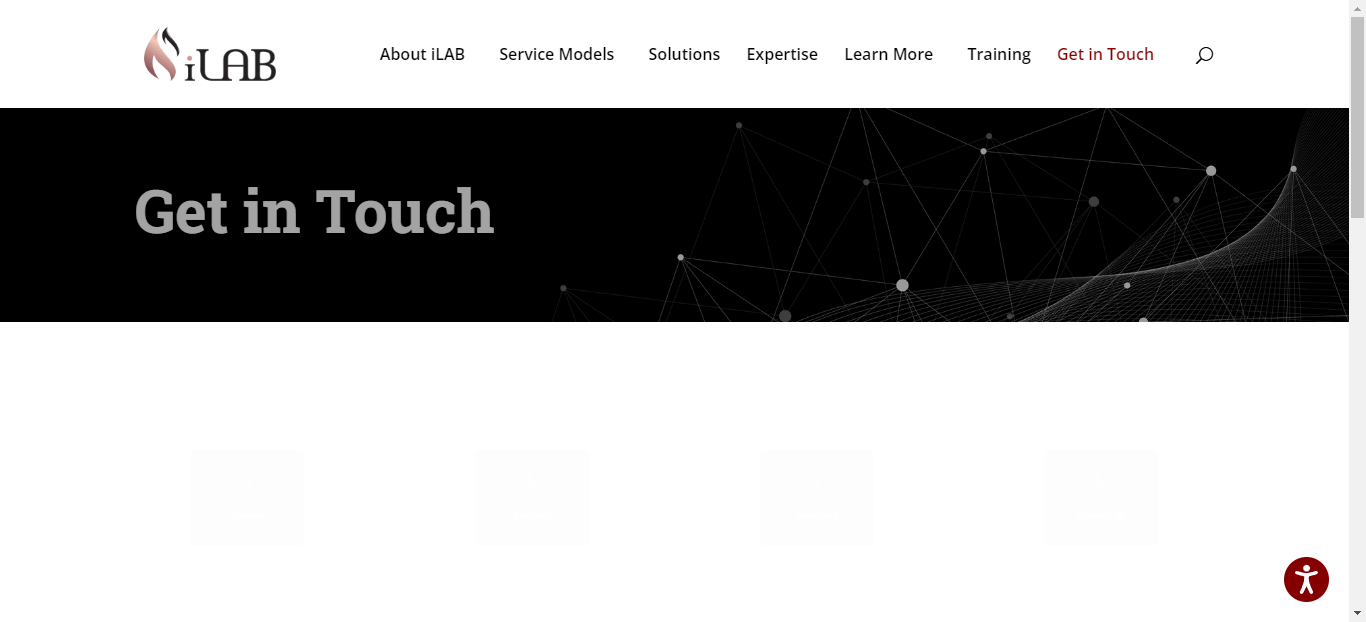 iLAB
About iLAB
Service Models
Solutions
Expertise
Learn More
Training
Get in Touch
Get in Touch